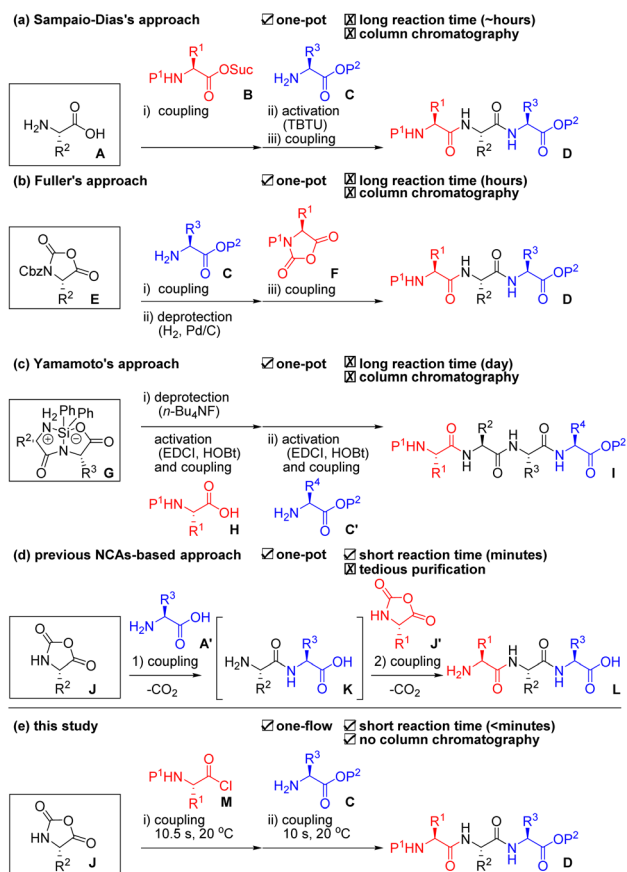 (a) Sampaio-Dias's approach ☑ one-pot ☒ long reaction time (~hours)
☒ column chromatography
R¹
P¹HN OSuc
O B
R³
H₂N OP²
O C
i) coupling
ii) activation
(TBTU)
iii) coupling
O
H₂N OH
R² A
R¹ O R³
P¹HN H N N H OP²
O R² O D
(b) Fuller's approach ☑ one-pot ☒ long reaction time (hours)
☒ column chromatography
O O
CbzN O
R² E
R³
H₂N OP²
O C
R¹
P¹N O
O O F
i) coupling
iii) coupling
ii) deprotection
(H₂, Pd/C)
R¹ O R³
P¹HN H N N H OP²
O R² O D
(c) Yamamoto's approach ☑ one-pot ☒ long reaction time (day)
☒ column chromatography
H₂ Ph Ph
N Si O
R² + − O
O N R³ G
i) deprotection
(n-Bu₄NF)
activation
(EDCI, HOBt)
and coupling
ii) activation
(EDCI, HOBt)
and coupling
O
P¹HN OH
R¹ H
R⁴
H₂N OP²
O C'
O R² O R⁴
P¹HN N H H N N H OP²
R¹ O R³ O I
(d) previous NCAs-based approach ☑ one-pot ☑ short reaction time (minutes)
☒ tedious purification
O O
HN O
R² J
R³
H₂N OH
O A'
1) coupling
-CO₂
O R³
H₂N N H OH
R² O K
O O
HN O
R¹ J'
2) coupling
-CO₂
R¹ O R³
H₂N H N N H OH
O R² O L
(e) this study ☑ one-flow ☑ short reaction time (<minutes)
☑ no column chromatography
O O
HN O
R² J
O
P¹HN Cl
R¹ M
R³
H₂N OP²
O C
i) coupling
10.5 s, 20 °C
ii) coupling
10 s, 20 °C
R¹ O R³
P¹HN H N N H OP²
O R² O D